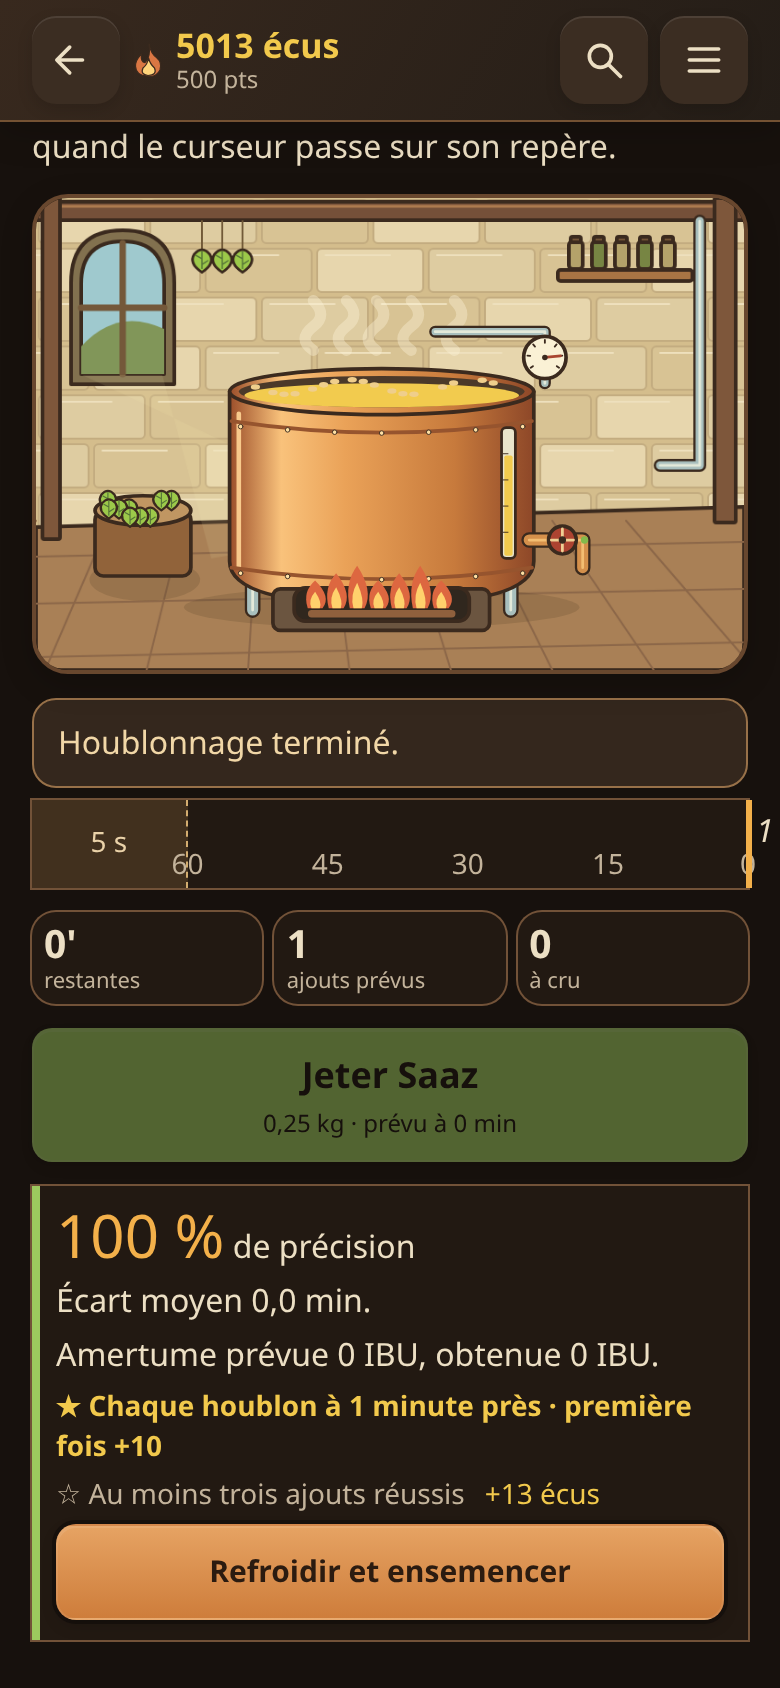 5013 écus
500 pts
quand le curseur passe sur son repère.
Houblonnage terminé.
1
5 s
60 45 30 15 0
0'
restantes
1
ajouts prévus
0
à cru
Jeter Saaz
0,25 kg · prévu à 0 min
100 % de précision
Écart moyen 0,0 min.
Amertume prévue 0 IBU, obtenue 0 IBU.
★ Chaque houblon à 1 minute près · première
fois +10
☆ Au moins trois ajouts réussis +13 écus
Refroidir et ensemencer